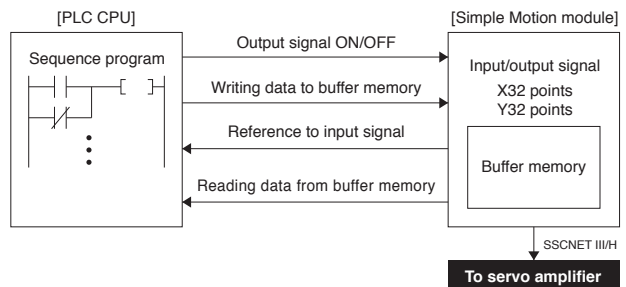 [PLC CPU]
[Simple Motion module]
Sequence program
Output signal ON/OFF
Writing data to buffer memory
Reference to input signal
Reading data from buffer memory
Input/output signal
X32 points
Y32 points
Buffer memory
SSCNET III/H
To servo amplifier